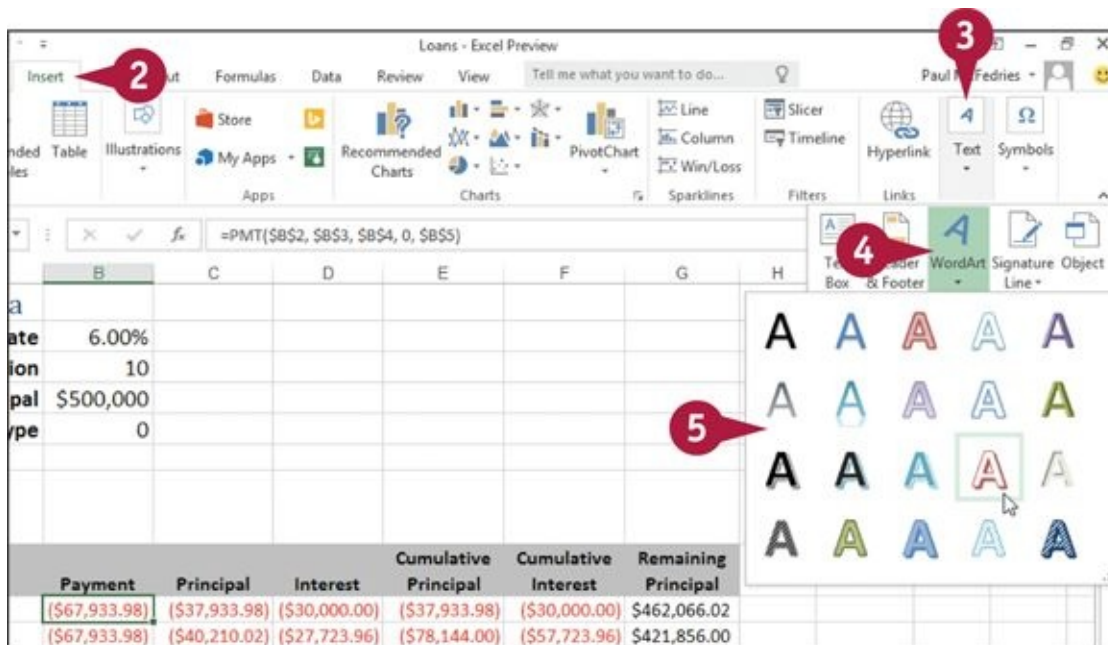 Loans - Excel Preview
3
Insert
2
ut
Formulas
Data
Review
View
Tell me what you want to do...
Paul M
Fedries
nded
les
Table
Illustrations
Store
My Apps
Apps
Recommended
Charts
PivotChart
Charts
Line
Column
Win/Loss
Sparklines
Slicer
Timeline
Filters
Hyperlink
Links
Text
Ω
Symbols
fx
=PMT($B$2, $B$3, $B$4, 0, $B$5)
4
Te
Box
ader
& Footer
WordArt
Signature
Line
Object
B C D E F G H
a
ate 6.00%
ion 10
pal $500,000
ype 0
A A A A A
A A A A A
5
A A A A A
A A A A A
Cumulative Cumulative Remaining
Payment Principal Interest Principal Interest Principal
($67,933.98) ($37,933.98) ($30,000.00) ($37,933.98) ($30,000.00) $462,066.02
($67,933.98) ($40,210.02) ($27,723.96) ($78,144.00) ($57,723.96) $421,856.00